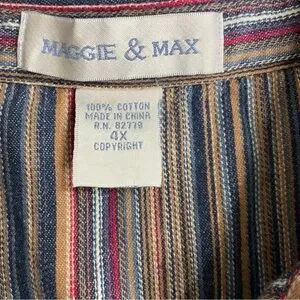 MAGGIE & MAX
100% COTTON
MADE IN CHINA
R.N. 82779
4X
COPYRIGHT